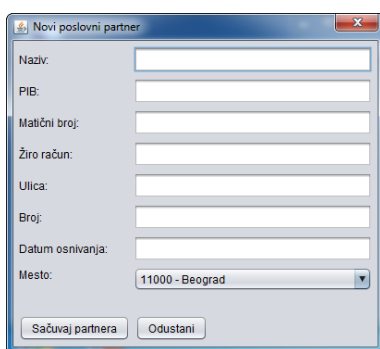 Novi poslovni partner
Naziv:
PIB:
Matični broj:
Žiro račun:
Ulica:
Broj:
Datum osnivanja:
Mesto: 11000 - Beograd
Sačuvaj partnera Odustani